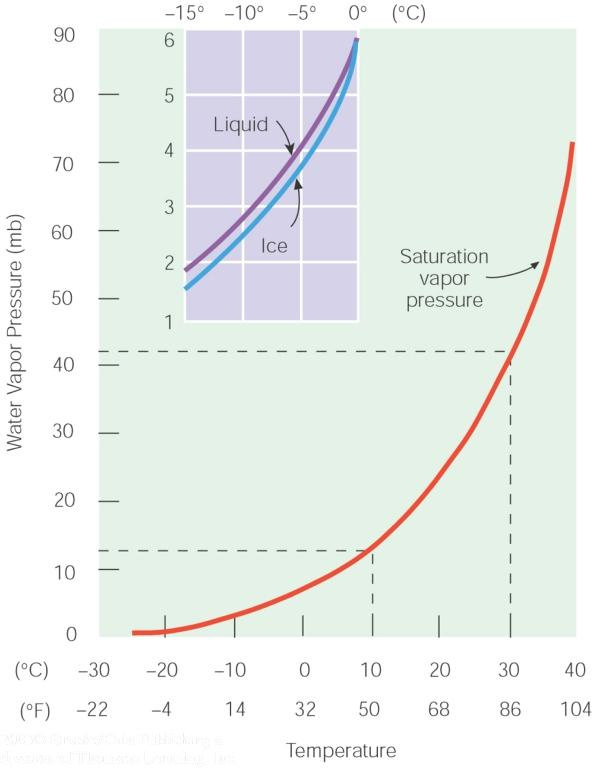 −15° −10° −5° 0° (°C)
90
80
70
60
50
40
30
20
10
0
Water Vapor Pressure (mb)
6
5
4
3
2
1
Liquid
Ice
Saturation
vapor
pressure
(°C) −30 −20 −10 0 10 20 30 40
(°F) −22 −4 14 32 50 68 86 104
Temperature